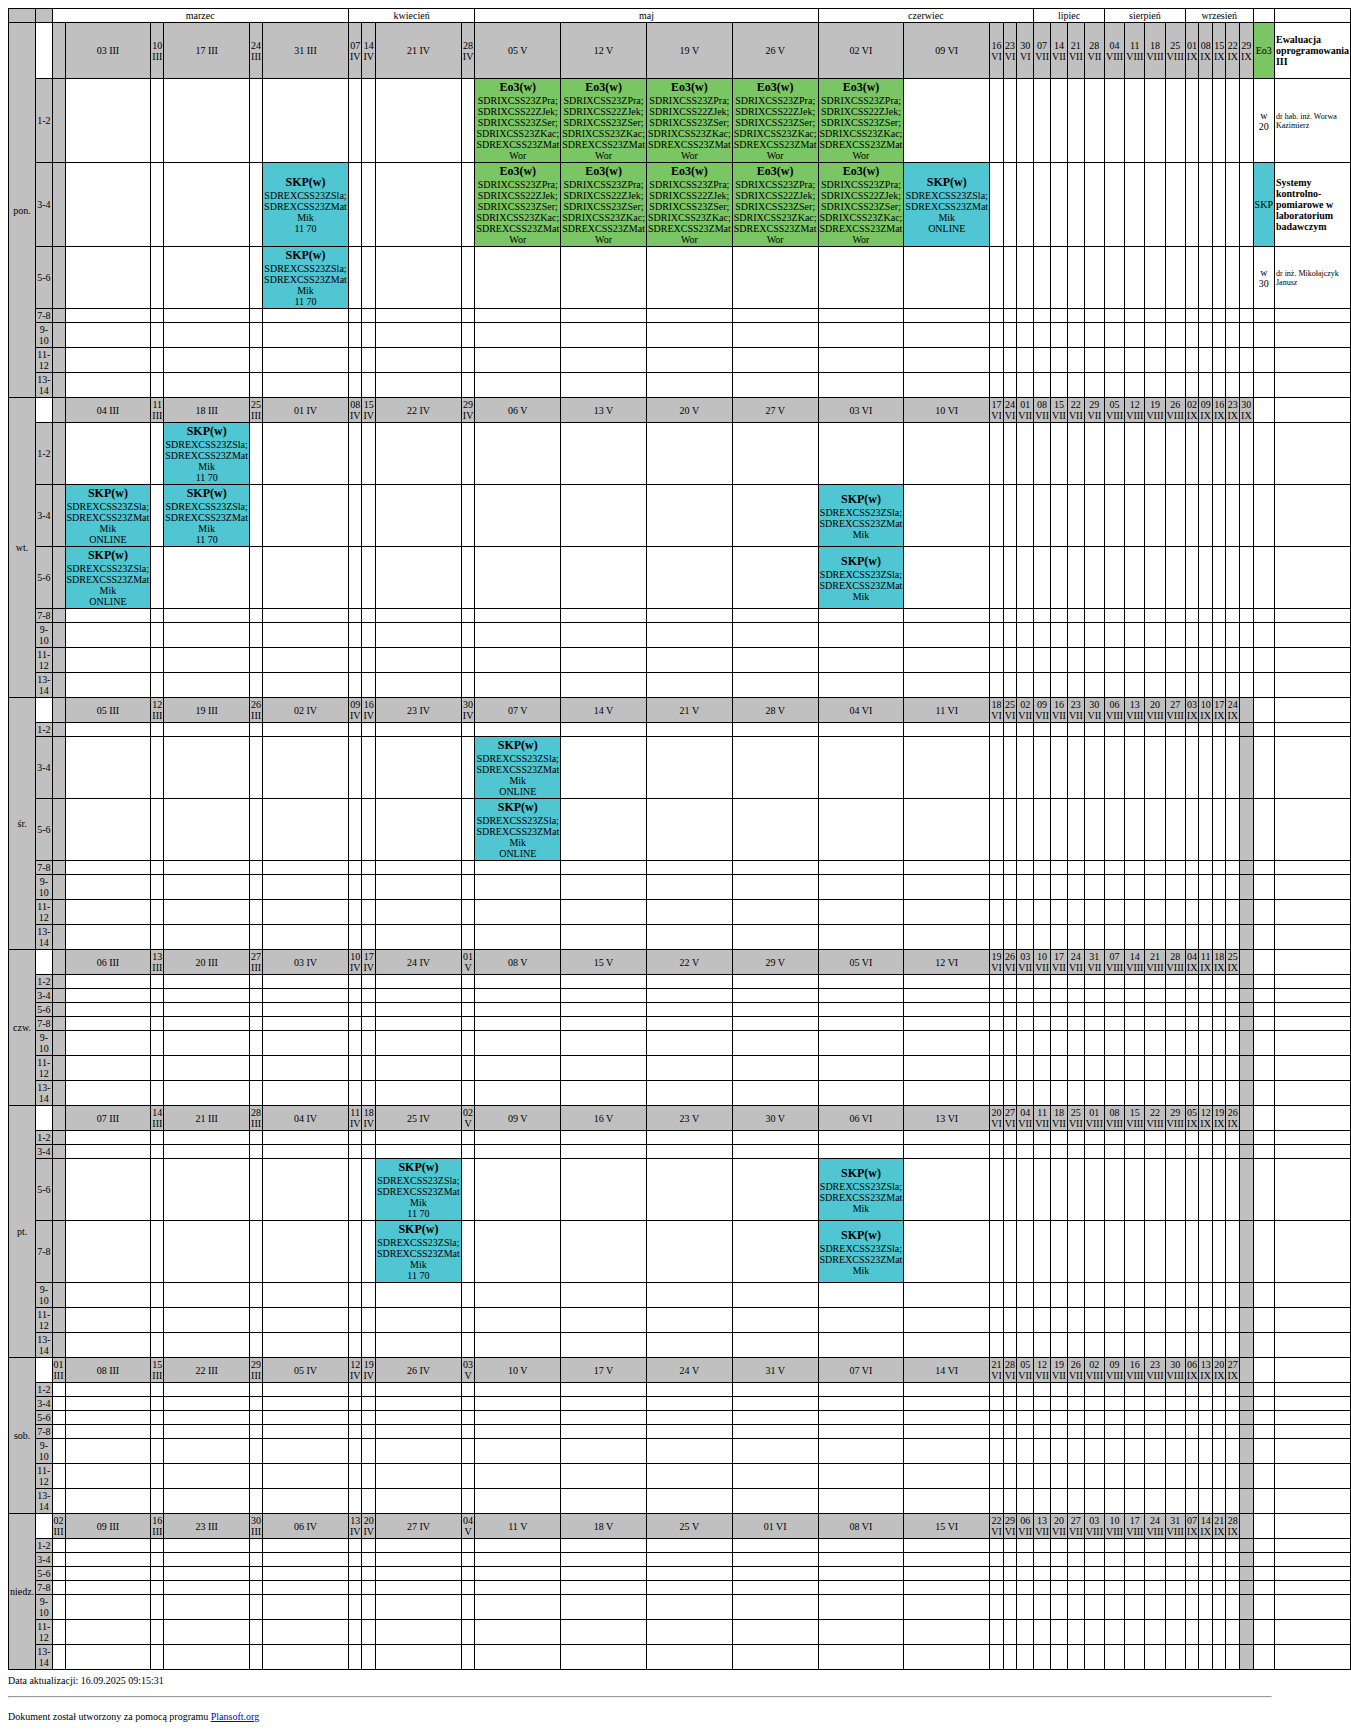 marzec kwiecień maj czerwiec lipiec sierpień wrzesień
pon. 03 III 10 III 17 III 24 III 31 III 07 IV 14 IV 21 IV 28 IV 05 V 12 V 19 V 26 V 02 VI 09 VI 16 VI 23 VI 30 VI 07 VII 14 VII 21 VII 28 VII 04 VIII 11 VIII 18 VIII 25 VIII 01 IX 08 IX 15 IX 22 IX 29 IX Eo3 Ewaluacja oprogramowania III
1-2
Eo3(w) Eo3(w) Eo3(w) Eo3(w) Eo3(w)
SDRIXCSS23ZPra; SDRIXCSS23ZPra; SDRIXCSS23ZPra; SDRIXCSS23ZPra; SDRIXCSS23ZPra;
SDRIXCSS22ZJek; SDRIXCSS22ZJek; SDRIXCSS22ZJek; SDRIXCSS22ZJek; SDRIXCSS22ZJek;
SDRIXCSS23ZSer; SDRIXCSS23ZSer; SDRIXCSS23ZSer; SDRIXCSS23ZSer; SDRIXCSS23ZSer;
SDRIXCSS23ZKac; SDRIXCSS23ZKac; SDRIXCSS23ZKac; SDRIXCSS23ZKac; SDRIXCSS23ZKac;
SDREXCSS23ZMat SDREXCSS23ZMat SDREXCSS23ZMat SDREXCSS23ZMat SDREXCSS23ZMat
Wor Wor Wor Wor Wor
w 20 dr hab. inż. Worwa Kazimierz
3-4
SKP(w) Eo3(w) Eo3(w) Eo3(w) Eo3(w) Eo3(w) SKP(w)
SDREXCSS23ZSla; SDRIXCSS23ZPra; SDRIXCSS23ZPra; SDRIXCSS23ZPra; SDRIXCSS23ZPra; SDRIXCSS23ZPra; SDREXCSS23ZSla;
SDREXCSS23ZMat SDRIXCSS22ZJek; SDRIXCSS22ZJek; SDRIXCSS22ZJek; SDRIXCSS22ZJek; SDRIXCSS22ZJek; SDREXCSS23ZMat
Mik SDRIXCSS23ZSer; SDRIXCSS23ZSer; SDRIXCSS23ZSer; SDRIXCSS23ZSer; SDRIXCSS23ZSer; Mik
11 70 SDRIXCSS23ZKac; SDRIXCSS23ZKac; SDRIXCSS23ZKac; SDRIXCSS23ZKac; SDRIXCSS23ZKac; ONLINE
SDREXCSS23ZMat SDREXCSS23ZMat SDREXCSS23ZMat SDREXCSS23ZMat SDREXCSS23ZMat
Wor Wor Wor Wor Wor
SKP Systemy kontrolno-pomiarowe w laboratorium badawczym
5-6
SKP(w)
SDREXCSS23ZSla;
SDREXCSS23ZMat
Mik
11 70
w 30 dr inż. Mikołajczyk Janusz
7-8
9-10
11-12
13-14
wt. 04 III 11 III 18 III 25 III 01 IV 08 IV 15 IV 22 IV 29 IV 06 V 13 V 20 V 27 V 03 VI 10 VI 17 VI 24 VI 01 VII 08 VII 15 VII 22 VII 29 VII 05 VIII 12 VIII 19 VIII 26 VIII 02 IX 09 IX 16 IX 23 IX 30 IX
1-2
SKP(w)
SDREXCSS23ZSla;
SDREXCSS23ZMat
Mik
11 70
3-4
SKP(w) SKP(w) SKP(w)
SDREXCSS23ZSla; SDREXCSS23ZSla; SDREXCSS23ZSla;
SDREXCSS23ZMat SDREXCSS23ZMat SDREXCSS23ZMat
Mik Mik Mik
ONLINE 11 70
5-6
SKP(w) SKP(w)
SDREXCSS23ZSla; SDREXCSS23ZSla;
SDREXCSS23ZMat SDREXCSS23ZMat
Mik Mik
ONLINE
7-8
9-10
11-12
13-14
śr. 05 III 12 III 19 III 26 III 02 IV 09 IV 16 IV 23 IV 30 IV 07 V 14 V 21 V 28 V 04 VI 11 VI 18 VI 25 VI 02 VII 09 VII 16 VII 23 VII 30 VII 06 VIII 13 VIII 20 VIII 27 VIII 03 IX 10 IX 17 IX 24 IX
1-2
3-4
SKP(w)
SDREXCSS23ZSla;
SDREXCSS23ZMat
Mik
ONLINE
5-6
SKP(w)
SDREXCSS23ZSla;
SDREXCSS23ZMat
Mik
ONLINE
7-8
9-10
11-12
13-14
czw. 06 III 13 III 20 III 27 III 03 IV 10 IV 17 IV 24 IV 01 V 08 V 15 V 22 V 29 V 05 VI 12 VI 19 VI 26 VI 03 VII 10 VII 17 VII 24 VII 31 VII 07 VIII 14 VIII 21 VIII 28 VIII 04 IX 11 IX 18 IX 25 IX
1-2
3-4
5-6
7-8
9-10
11-12
13-14
pt. 07 III 14 III 21 III 28 III 04 IV 11 IV 18 IV 25 IV 02 V 09 V 16 V 23 V 30 V 06 VI 13 VI 20 VI 27 VI 04 VII 11 VII 18 VII 25 VII 01 VIII 08 VIII 15 VIII 22 VIII 29 VIII 05 IX 12 IX 19 IX 26 IX
1-2
3-4
5-6
SKP(w) SKP(w)
SDREXCSS23ZSla; SDREXCSS23ZSla;
SDREXCSS23ZMat SDREXCSS23ZMat
Mik Mik
11 70
7-8
SKP(w) SKP(w)
SDREXCSS23ZSla; SDREXCSS23ZSla;
SDREXCSS23ZMat SDREXCSS23ZMat
Mik Mik
11 70
9-10
11-12
13-14
sob. 01 III 08 III 15 III 22 III 29 III 05 IV 12 IV 19 IV 26 IV 03 V 10 V 17 V 24 V 31 V 07 VI 14 VI 21 VI 28 VI 05 VII 12 VII 19 VII 26 VII 02 VIII 09 VIII 16 VIII 23 VIII 30 VIII 06 IX 13 IX 20 IX 27 IX
1-2
3-4
5-6
7-8
9-10
11-12
13-14
niedz 02 III 09 III 16 III 23 III 30 III 06 IV 13 IV 20 IV 27 IV 04 V 11 V 18 V 25 V 01 VI 08 VI 15 VI 22 VI 29 VI 06 VII 13 VII 20 VII 27 VII 03 VIII 10 VIII 17 VIII 24 VIII 31 VIII 07 IX 14 IX 21 IX 28 IX
1-2
3-4
5-6
7-8
9-10
11-12
13-14
Data aktualizacji: 16.09.2025 09:15:31
Dokument został utworzony za pomocą programu Plansoft.org